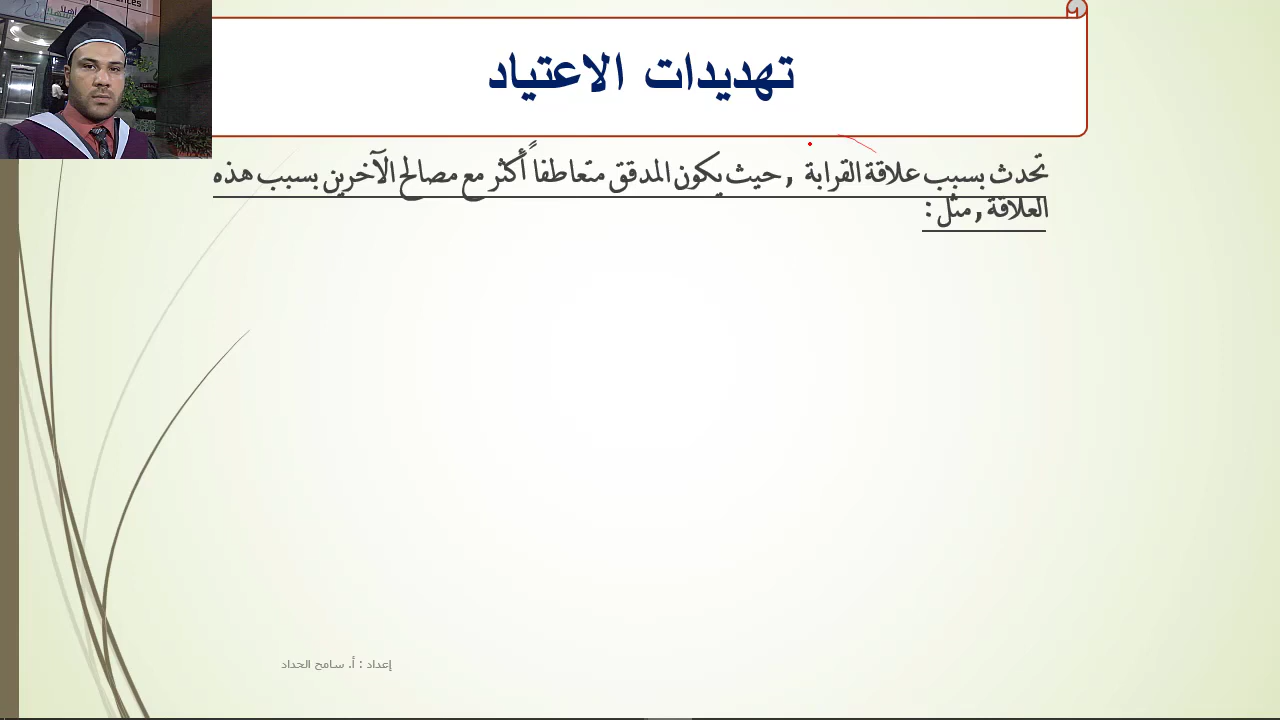 تهديدات الاعتياد
تحدث بسبب علاقة القرابة , حيث يكون المدقق متعاطفاً أكثر مع مصالح الآخرين بسبب هذه
العلاقة , مثل :
إعداد : أ. سامح الحداد